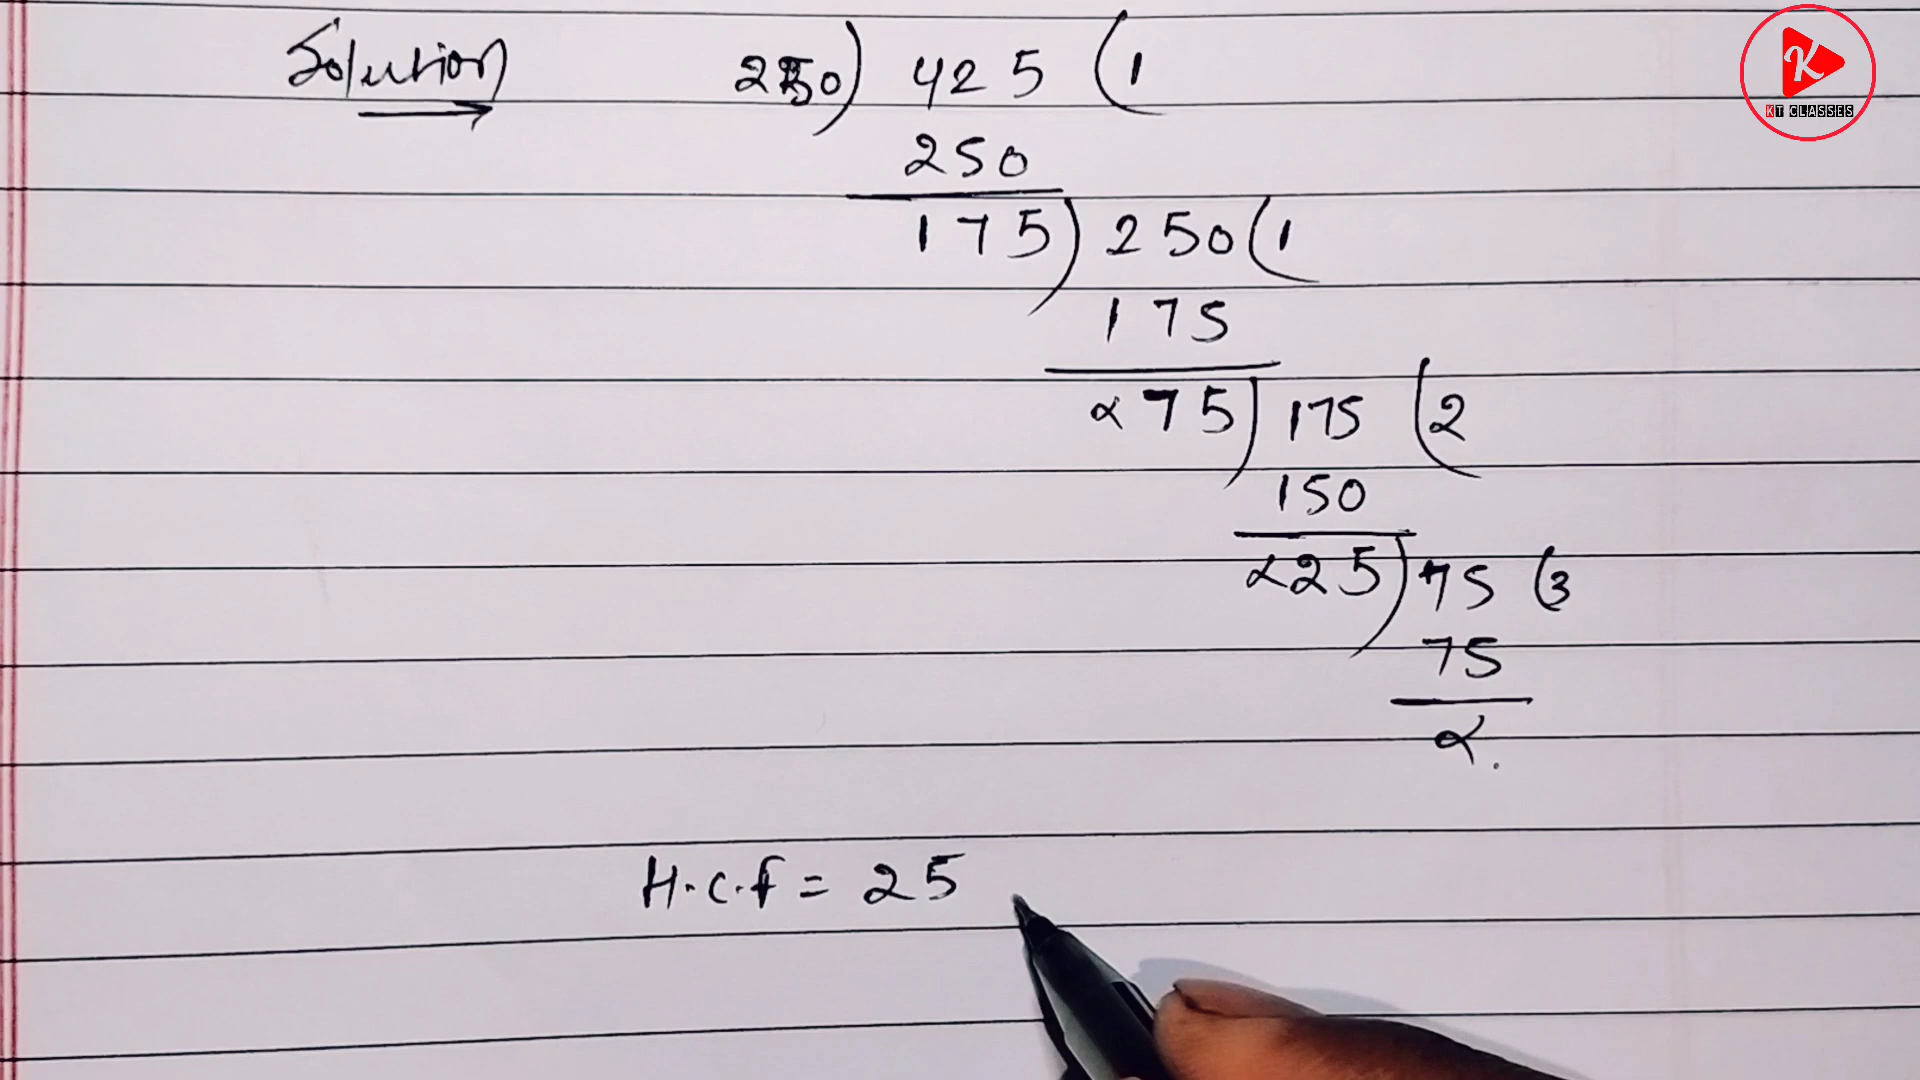 Solution 250) 425 (1
250
175) 250 (1
175
×75) 175 (2
150
×25) 75 (3
75
×.
H.C.f = 25
K
KT CLASSES